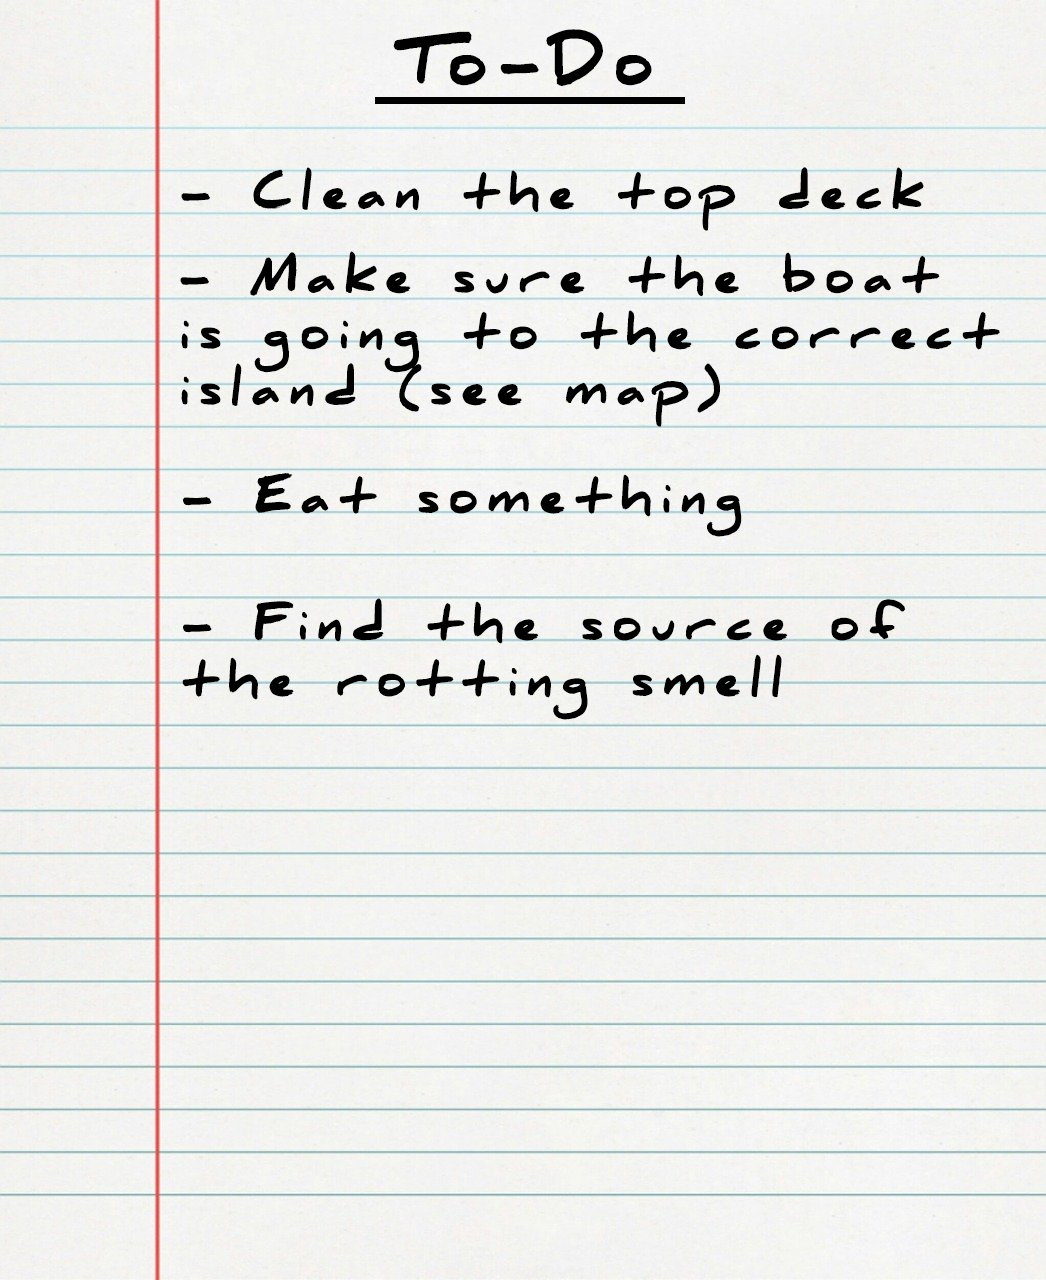 To-Do
- Clean the top deck
- Make sure the boat
is going to the correct
island (see map)
- Eat something
- Find the source of
the rotting smell